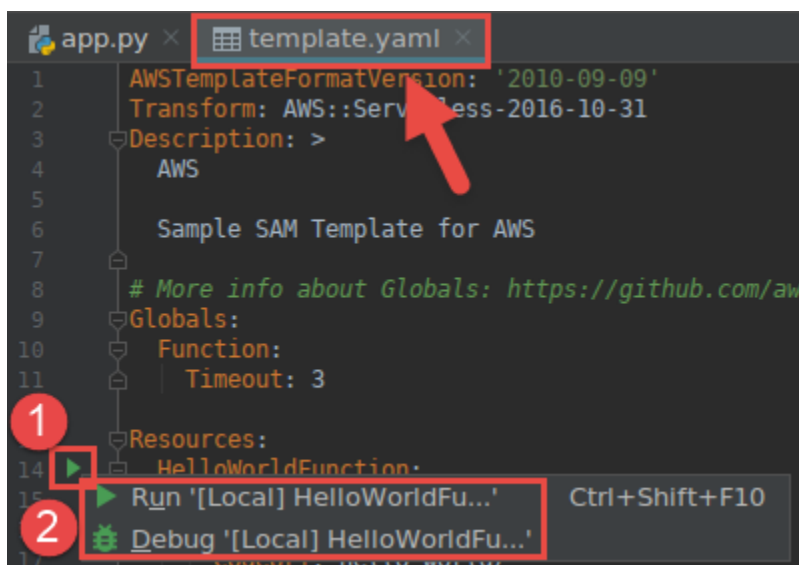 app.py × template.yaml ×
1 AWSTemplateFormatVersion: '2010-09-09'
2 Transform: AWS::Serv less-2016-10-31
3 Description: >
4 AWS
5
6 Sample SAM Template for AWS
7
8 # More info about Globals: https://github.com/aw
9 Globals:
10 Function:
11 Timeout: 3
1
Resources:
14 HelloWorldFunction:
15 Run '[Local] HelloWorldFu...' Ctrl+Shift+F10
2 Debug '[Local] HelloWorldFu...'
17